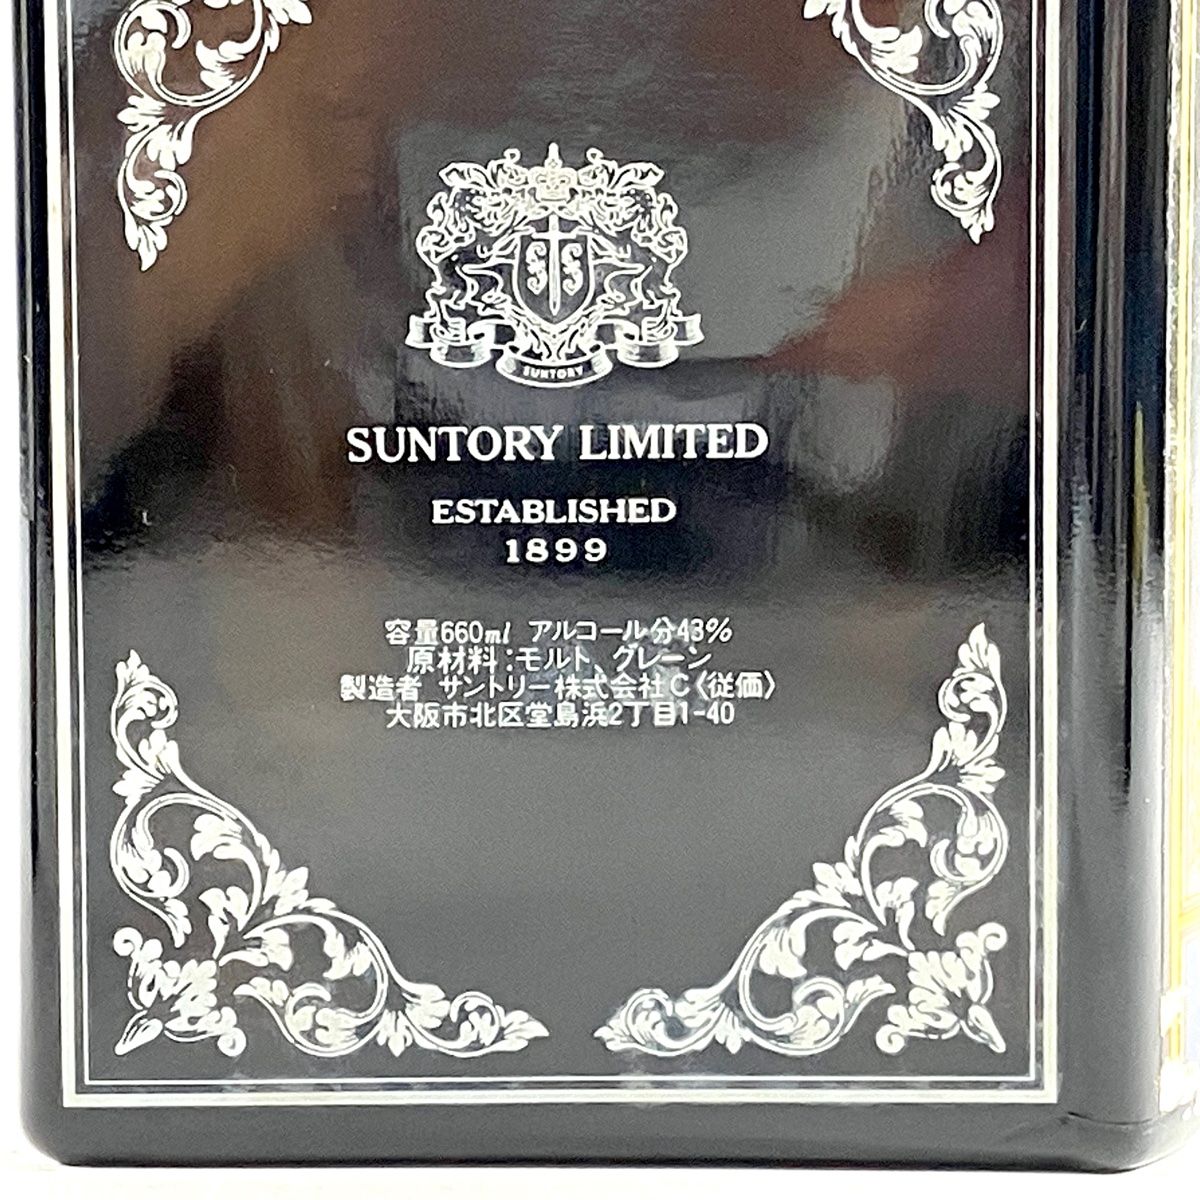 SUNTORY
SUNTORY LIMITED
ESTABLISHED
1899
容量660ml アルコール分43%
原材料:モルト、グレーン
製造者 サントリー株式会社C〈従価〉
大阪市北区堂島浜2丁目1-40